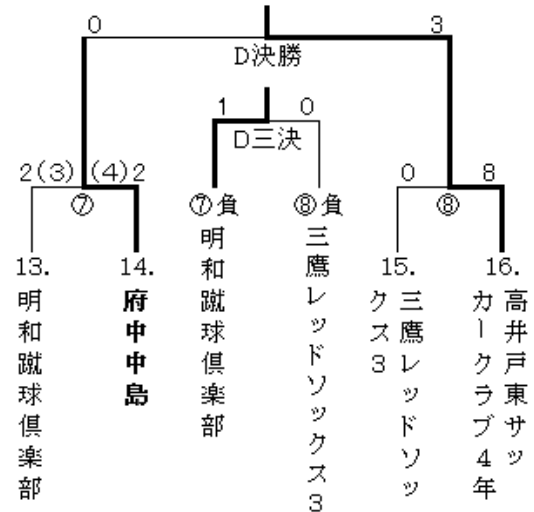 0 3
D決勝
1 0
D三決
2(3) (4)2 0 8
⑦ ⑦負 ⑧負 ⑧
13. 14. 15. 16.
明和蹴球倶楽部
府中中島
明和蹴球倶楽部
三鷹レッドソックス3
三鷹レッドソッ
クス3
高井戸東サッ
カークラブ4年